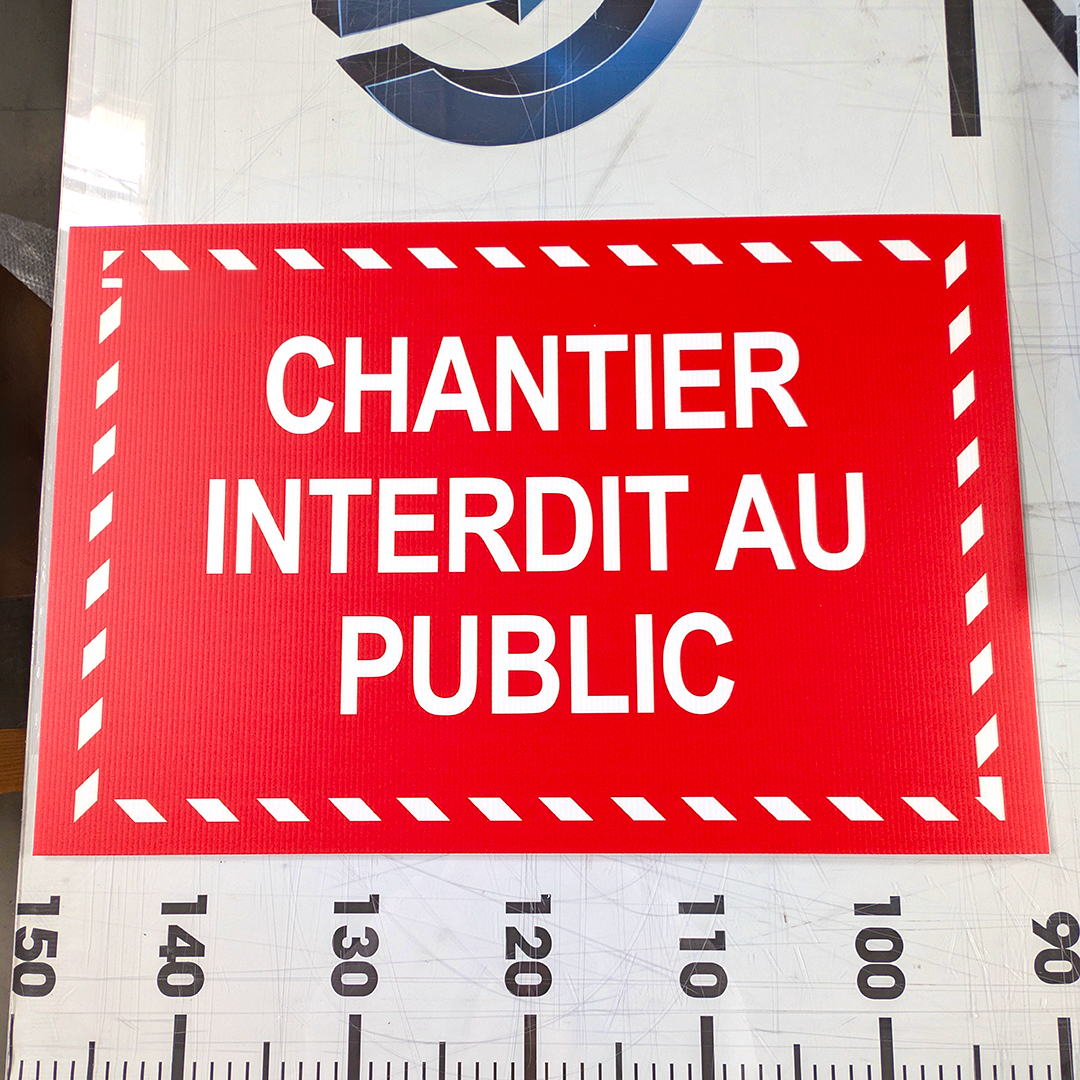 CHANTIER
INTERDIT AU
PUBLIC
150 140 130 120 110 100 90